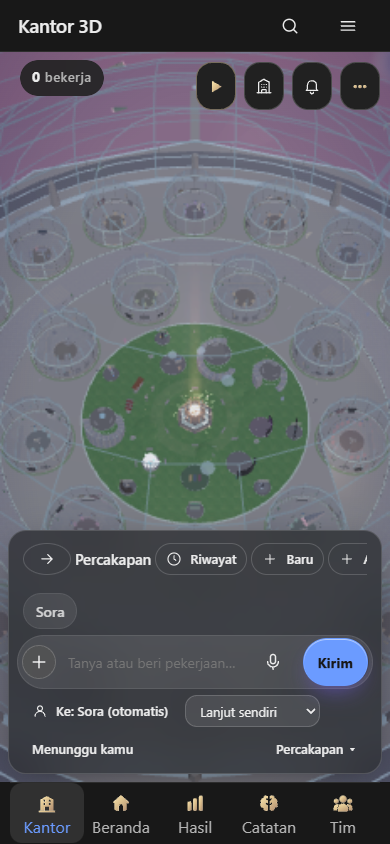 Kantor 3D
0 bekerja
Percakapan
Riwayat
Baru
Sora
Tanya atau beri pekerjaan...
Kirim
Ke: Sora (otomatis)
Lanjut sendiri
Menunggu kamu
Percakapan
Kantor
Beranda
Hasil
Catatan
Tim